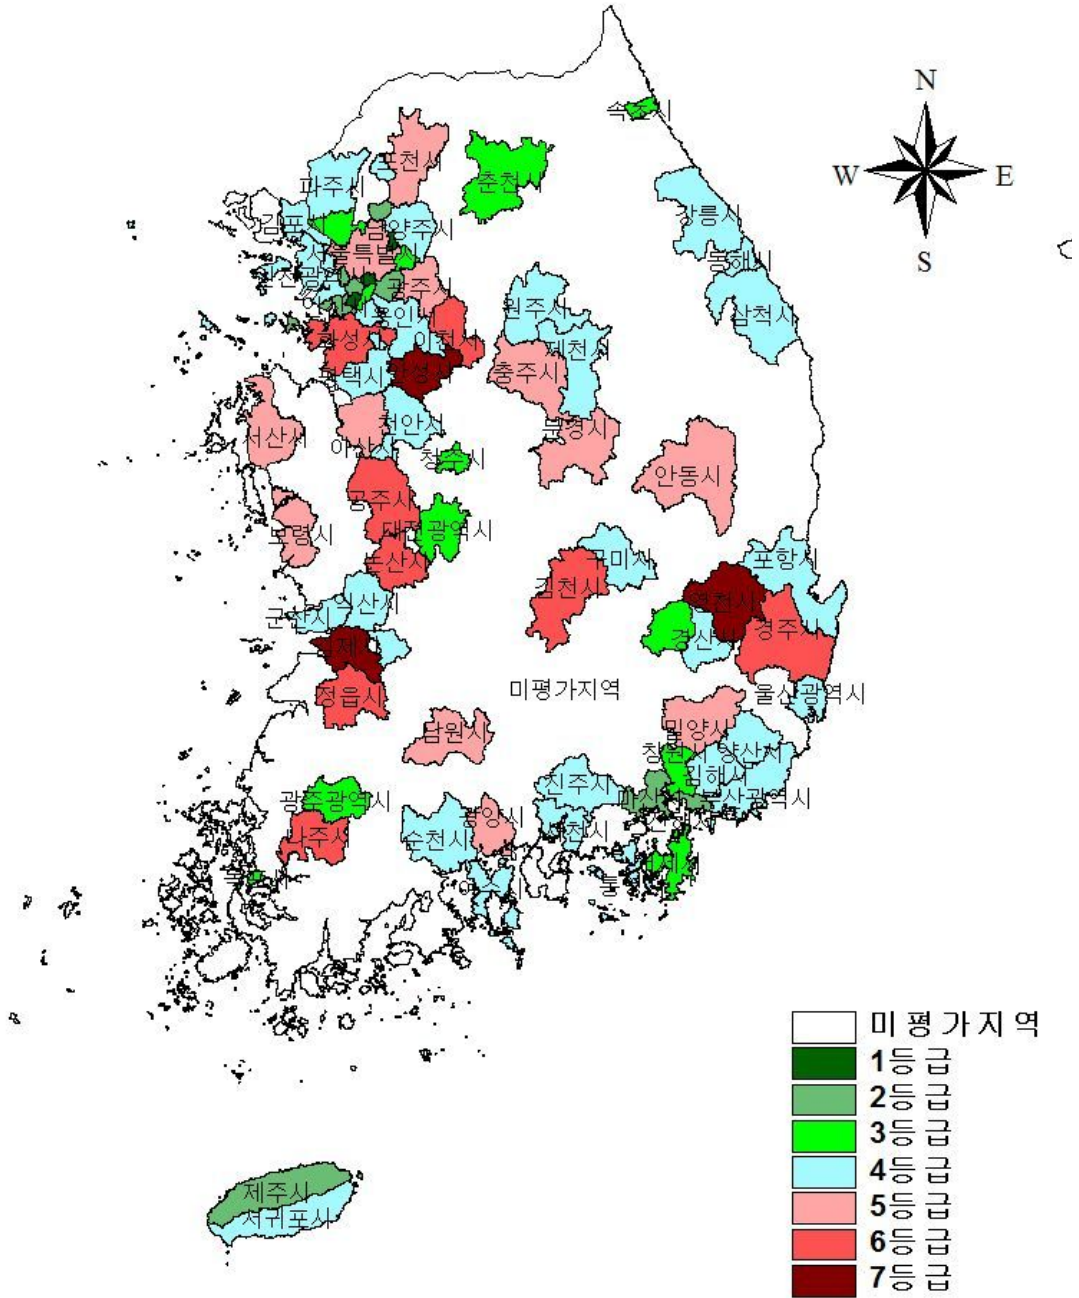 N
W
E
S
속초시
포천시
춘천시
파주시
김포시
남양주시
강릉시
서울특별시
동해시
인천광역시
광주시
용인시
원주시
삼척시
화성시
이천시
제천시
평택시
안성시
충주시
천안시
문경시
서산시
아산시
청주시
안동시
공주시
보령시
대전광역시
논산시
구미시
포항시
김천시
영천시
익산시
군산시
경산시
경주시
김제
미평가지역
정읍시
울산광역시
남원시
밀양시
창원시
양산시
김해시
진주시
광주광역시
마산
부산광역시
광양시
순천시
사천시
나주시
제주시
서귀포시
미평가지역
1등급
2등급
3등급
4등급
5등급
6등급
7등급